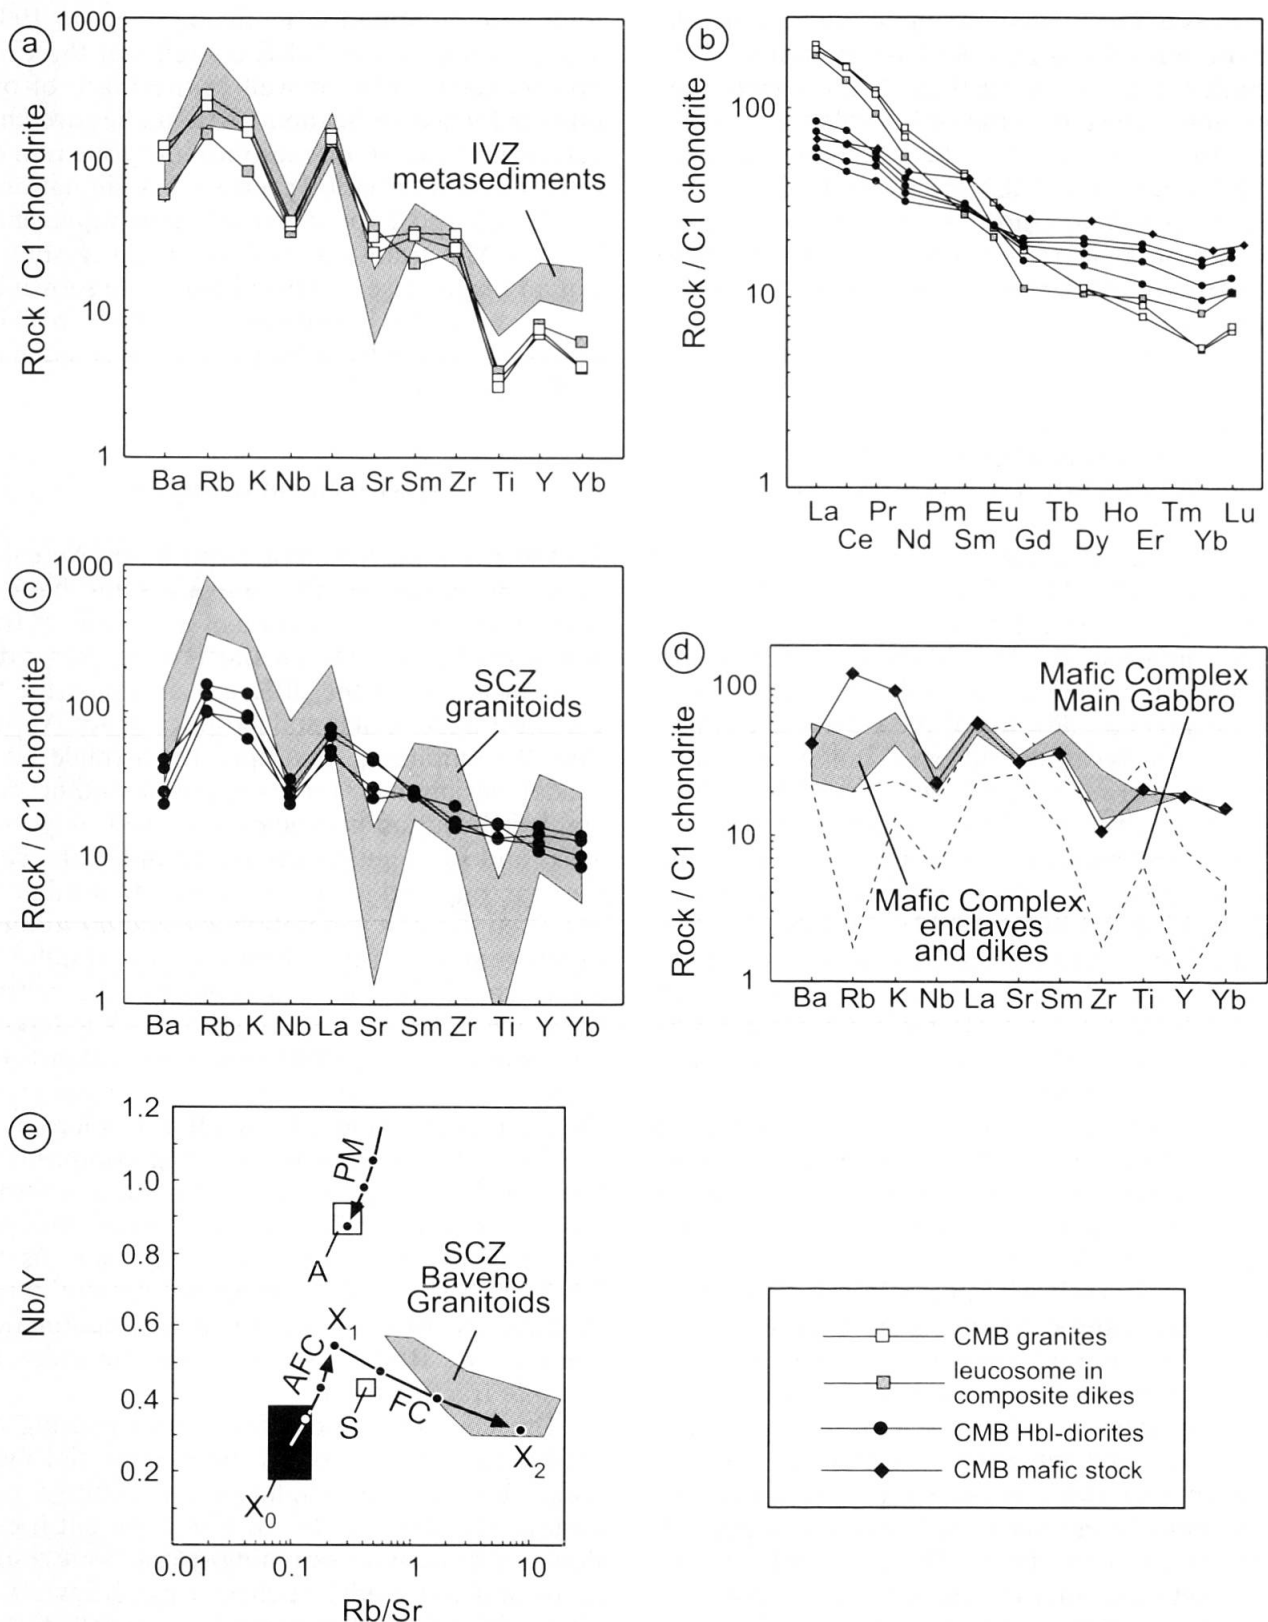 a
1000
100
10
1
Rock / C1 chondrite
IVZ
metasediments
Ba Rb K Nb La Sr Sm Zr Ti Y Yb
b
100
10
1
Rock / C1 chondrite
La Pr Pm Eu Tb Ho Tm Lu
Ce Nd Sm Gd Dy Er Yb
c
1000
100
10
1
Rock / C1 chondrite
SCZ
granitoids
Ba Rb K Nb La Sr Sm Zr Ti Y Yb
d
100
10
1
Rock / C1 chondrite
Mafic Complex
Main Gabbro
Mafic Complex
enclaves
and dikes
Ba Rb K Nb La Sr Sm Zr Ti Y Yb
e
1.2
1.0
0.8
0.6
0.4
0.2
Nb/Y
PM
A
X1
AFC
S
FC
X0
X2
SCZ
Baveno
Granitoids
0.01 0.1 1 10
Rb/Sr
CMB granites
leucosome in
composite dikes
CMB Hbl-diorites
CMB mafic stock